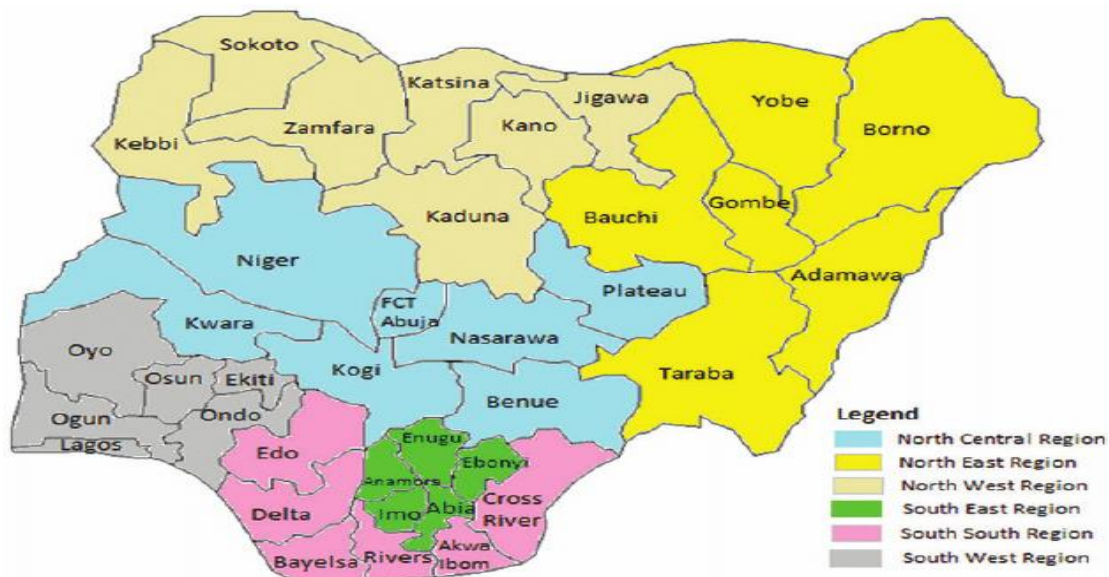 Sokoto
Katsina
Jigawa
Yobe
Borno
Kebbi
Zamfara
Kano
Kaduna
Bauchi
Gombe
Adamawa
Niger
FCT
Abuja
Plateau
Kwara
Nasarawa
Taraba
Oyo
Kogi
Benue
Osun
Ekiti
Ogun
Ondo
Lagos
Edo
Enugu
Ebonyi
Anamora
Imo
Abia
Cross
River
Delta
Bayelsa
Rivers
Akwa
Ibom
Legend
North Central Region
North East Region
North West Region
South East Region
South South Region
South West Region